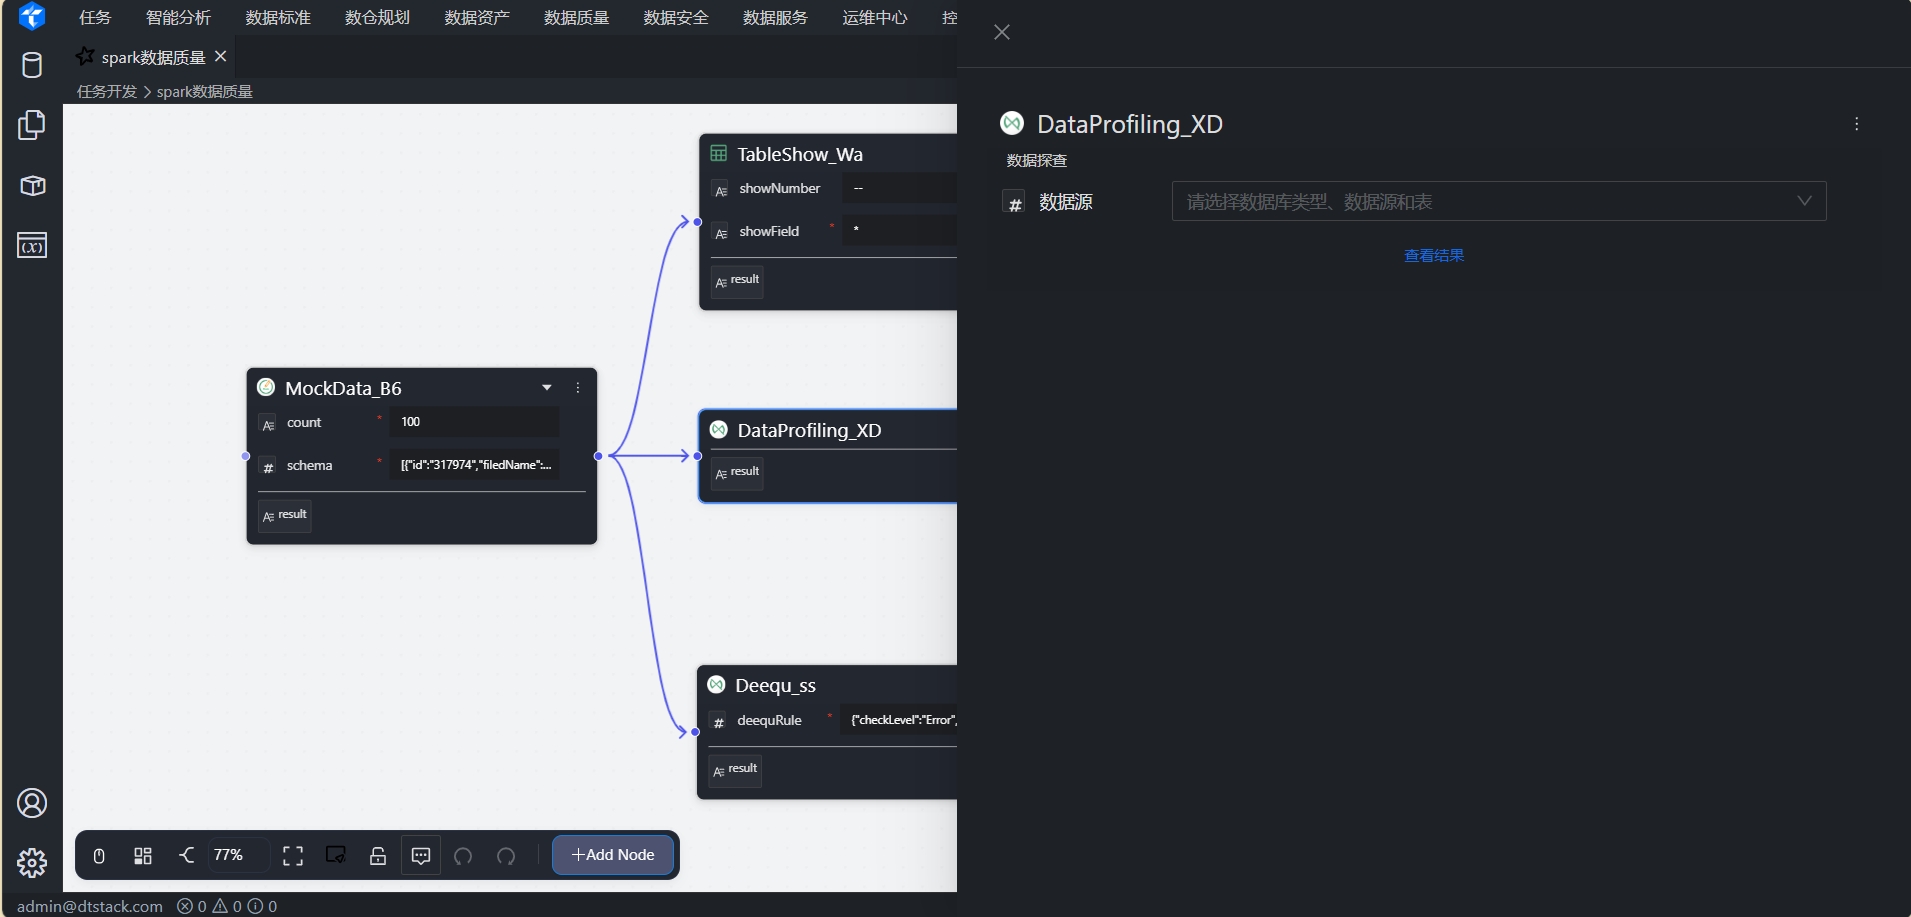 任务 智能分析 数据标准 数仓规划 数据资产 数据质量 数据安全 数据服务 运维中心 控
spark数据质量
任务开发 > spark数据质量
TableShow_Wa
showNumber --
showField * *
result
MockData_B6
count * 100
schema * [{"id":"317974","filedName":...
result
DataProfiling_XD
result
Deequ_ss
deequRule * {"checkLevel":"Error",
result
77%
+Add Node
admin@dtstack.com 0 0 0
DataProfiling_XD
数据探查
# 数据源 请选择数据库类型、数据源和表
查看结果